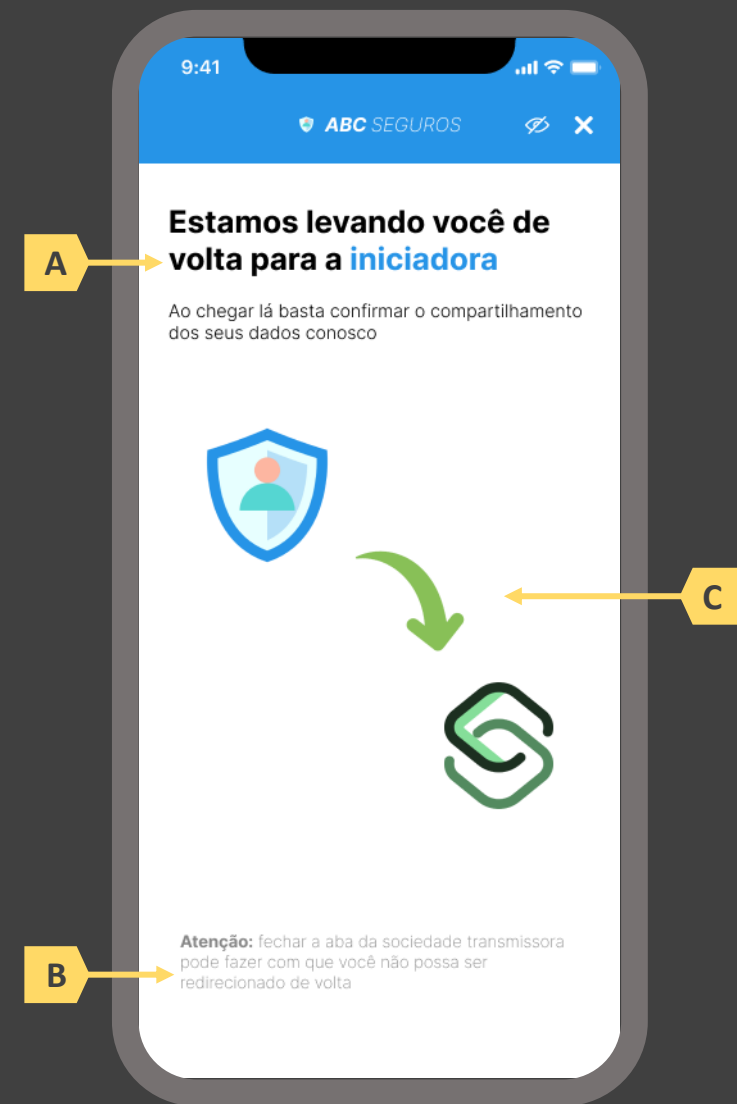 9:41
ABC SEGUROS
Estamos levando você de
volta para a iniciadora
A
Ao chegar lá basta confirmar o compartilhamento
dos seus dados conosco
C
Atenção: fechar a aba da sociedade transmissora
pode fazer com que você não possa ser
redirecionado de volta
B